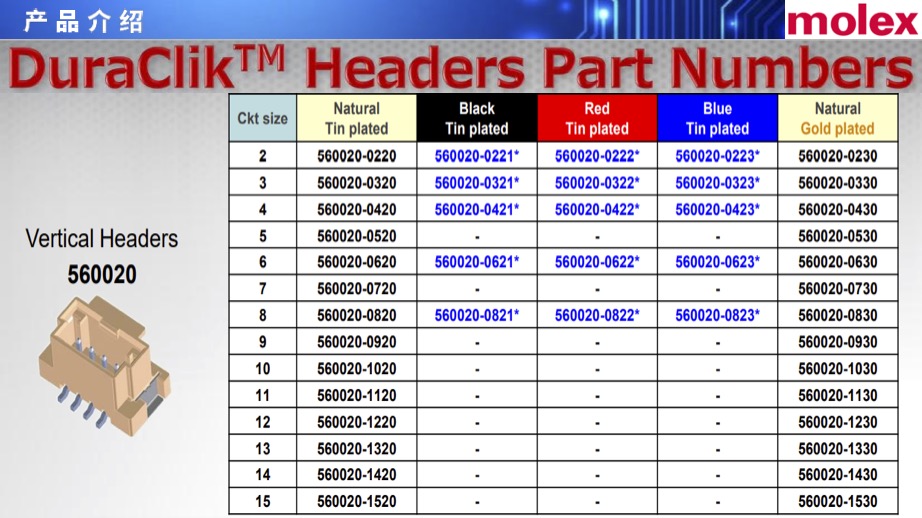 产品介绍
molex
DuraClik™ Headers Part Numbers
Ckt size Natural Tin plated Black Tin plated Red Tin plated Blue Tin plated Natural Gold plated
2 560020-0220 560020-0221* 560020-0222* 560020-0223* 560020-0230
3 560020-0320 560020-0321* 560020-0322* 560020-0323* 560020-0330
4 560020-0420 560020-0421* 560020-0422* 560020-0423* 560020-0430
5 560020-0520 - - - 560020-0530
6 560020-0620 560020-0621* 560020-0622* 560020-0623* 560020-0630
7 560020-0720 - - - 560020-0730
8 560020-0820 560020-0821* 560020-0822* 560020-0823* 560020-0830
9 560020-0920 - - - 560020-0930
10 560020-1020 - - - 560020-1030
11 560020-1120 - - - 560020-1130
12 560020-1220 - - - 560020-1230
13 560020-1320 - - - 560020-1330
14 560020-1420 - - - 560020-1430
15 560020-1520 - - - 560020-1530
Vertical Headers
560020